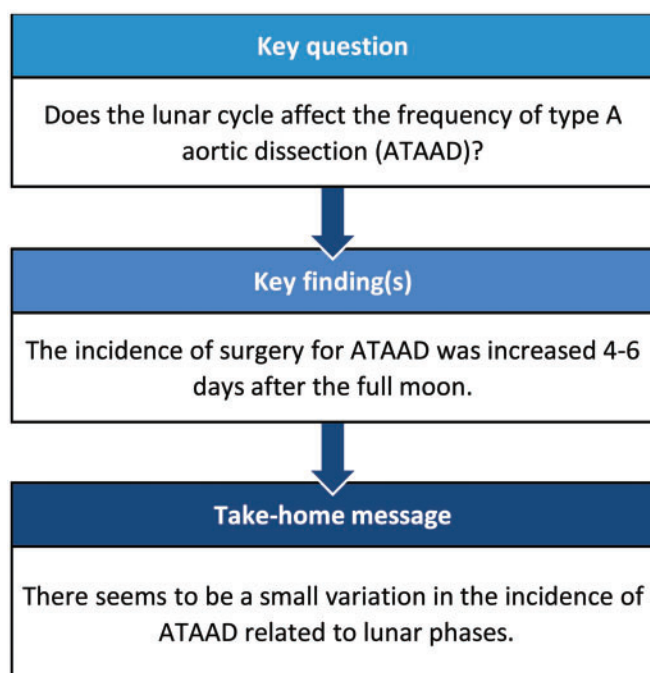 Key question
Does the lunar cycle affect the frequency of type A
aortic dissection (ATAAD)?
Key finding(s)
The incidence of surgery for ATAAD was increased 4-6
days after the full moon.
Take-home message
There seems to be a small variation in the incidence of
ATAAD related to lunar phases.